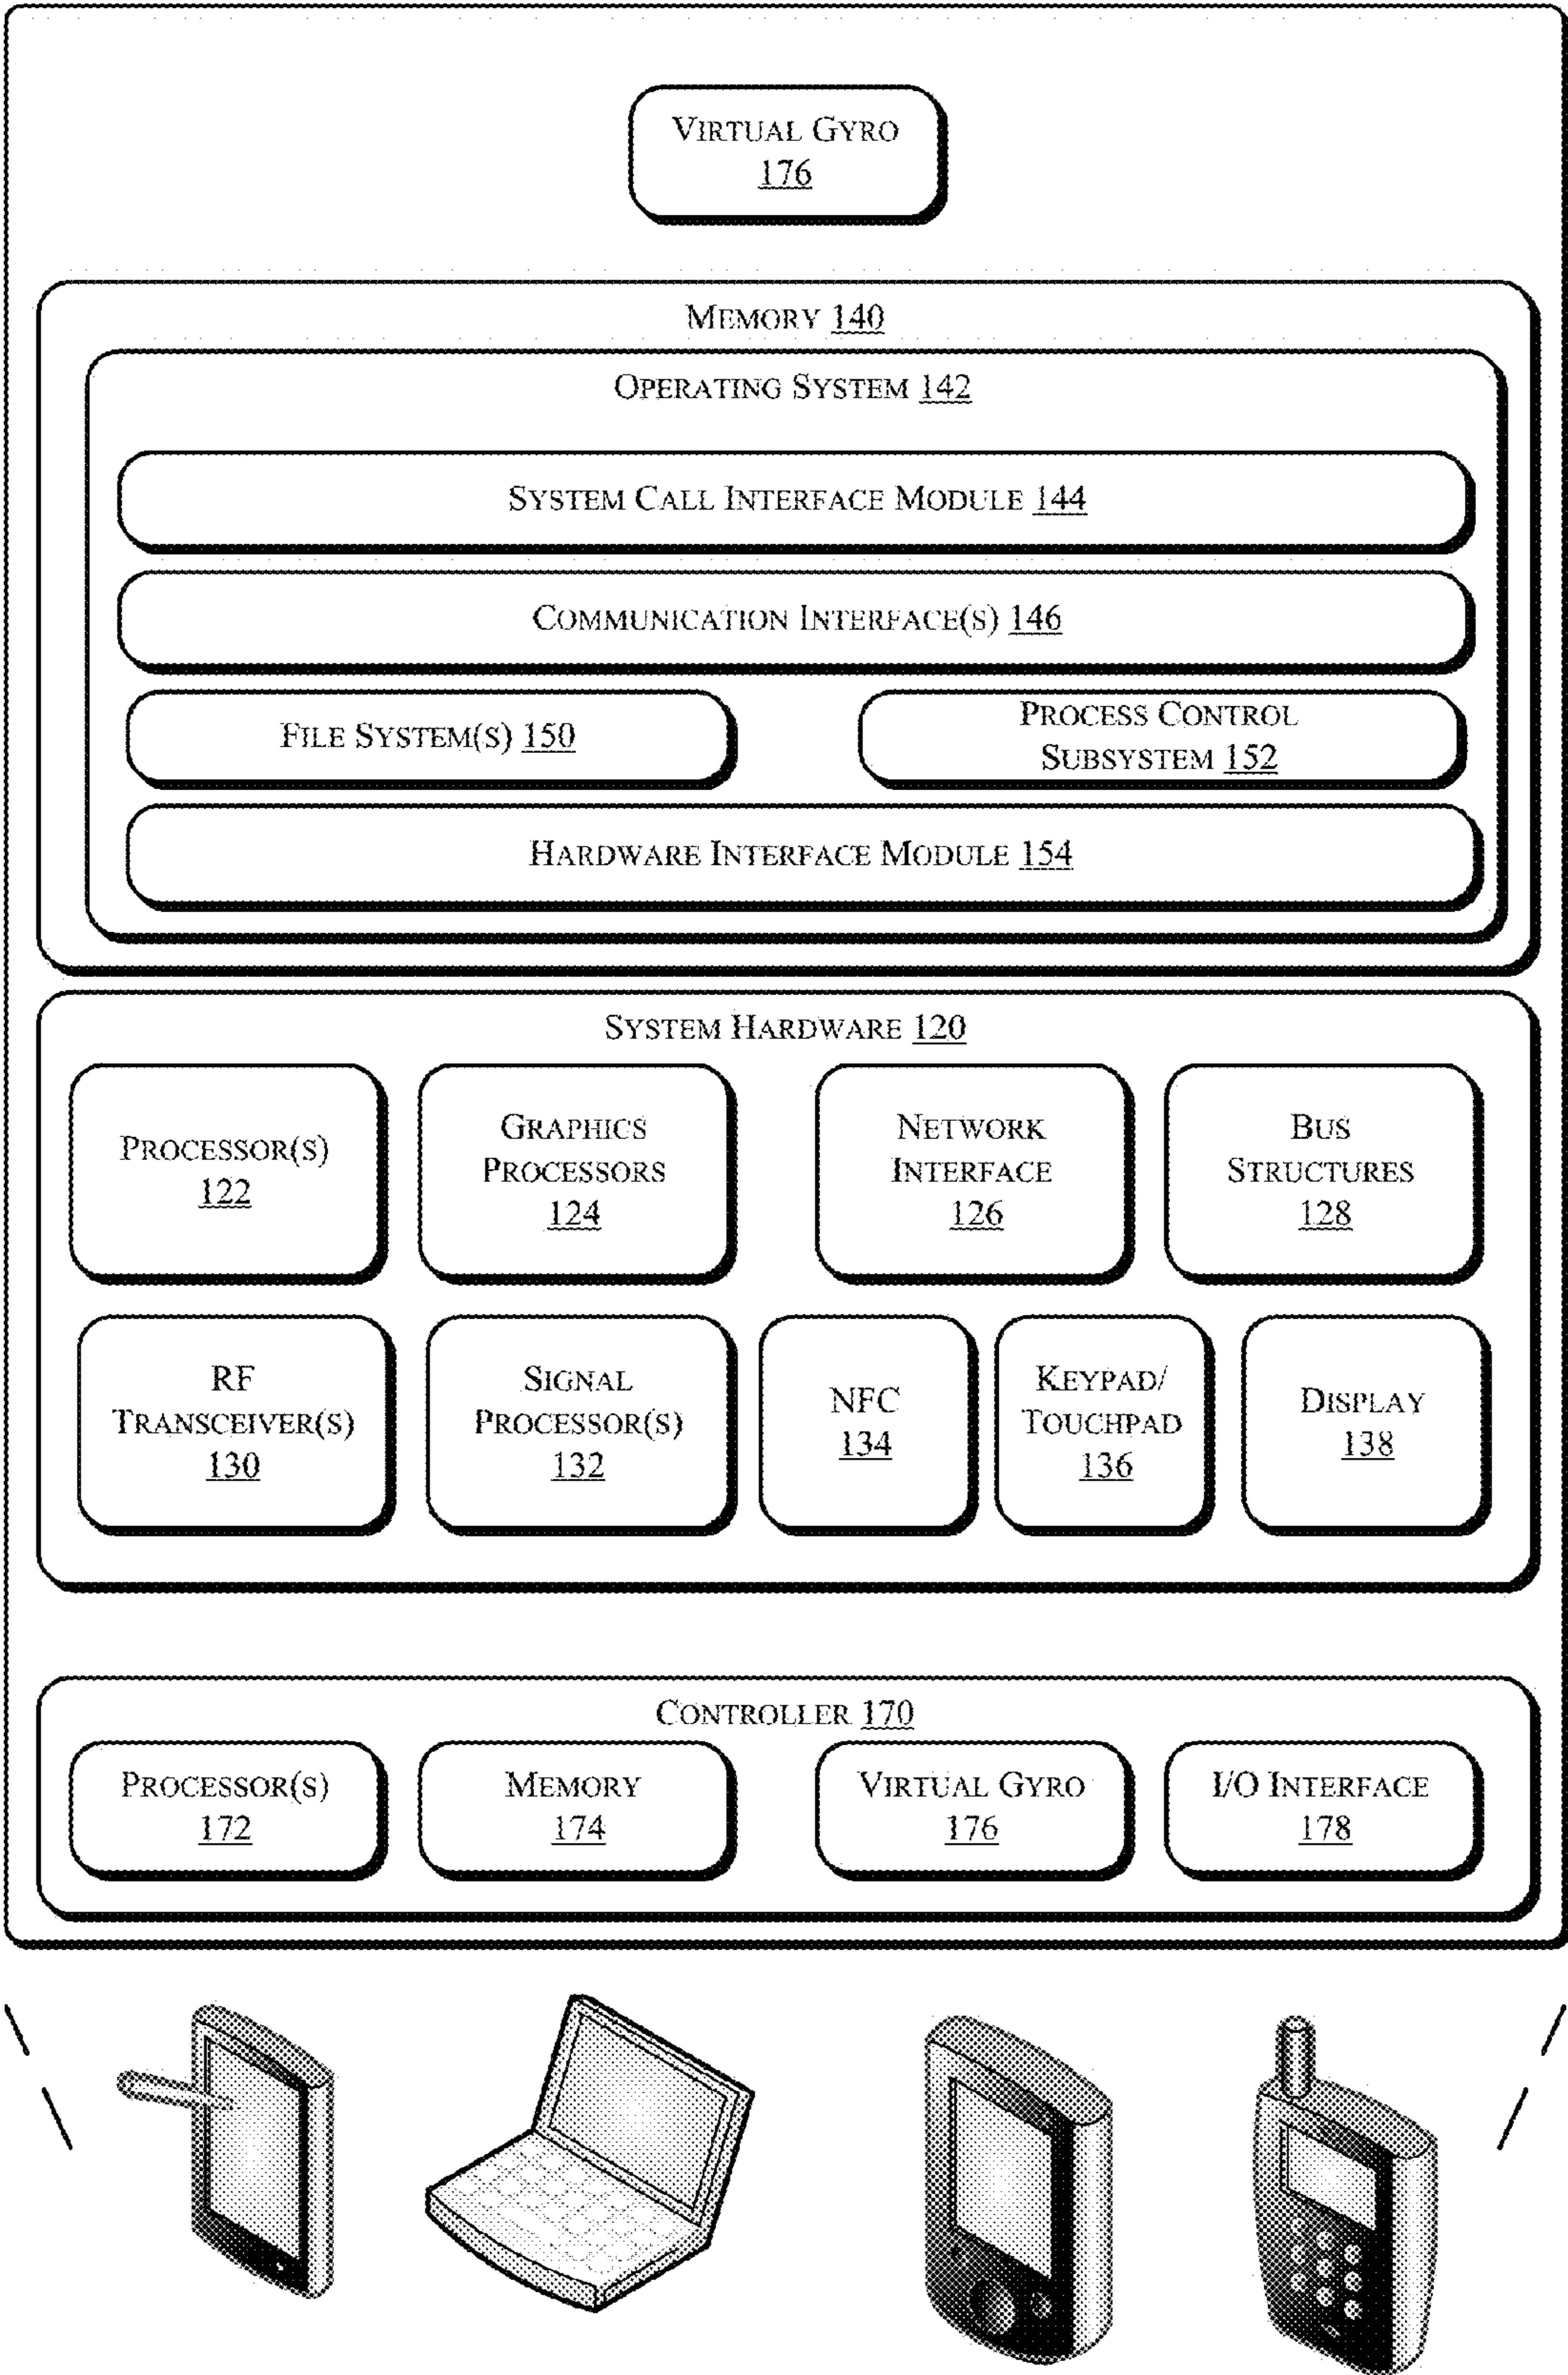 VIRTUAL GYRO
176
MEMORY 140
OPERATING SYSTEM 142
SYSTEM CALL INTERFACE MODULE 144
COMMUNICATION INTERFACE(S) 146
FILE SYSTEM(S) 150
PROCESS CONTROL
SUBSYSTEM 152
HARDWARE INTERFACE MODULE 154
SYSTEM HARDWARE 120
PROCESSOR(S)
122
GRAPHICS
PROCESSORS
124
NETWORK
INTERFACE
126
BUS
STRUCTURES
128
RF
TRANSCEIVER(S)
130
SIGNAL
PROCESSOR(S)
132
NFC
134
KEYPAD/
TOUCHPAD
136
DISPLAY
138
CONTROLLER 170
PROCESSOR(S)
172
MEMORY
174
VIRTUAL GYRO
176
I/O INTERFACE
178